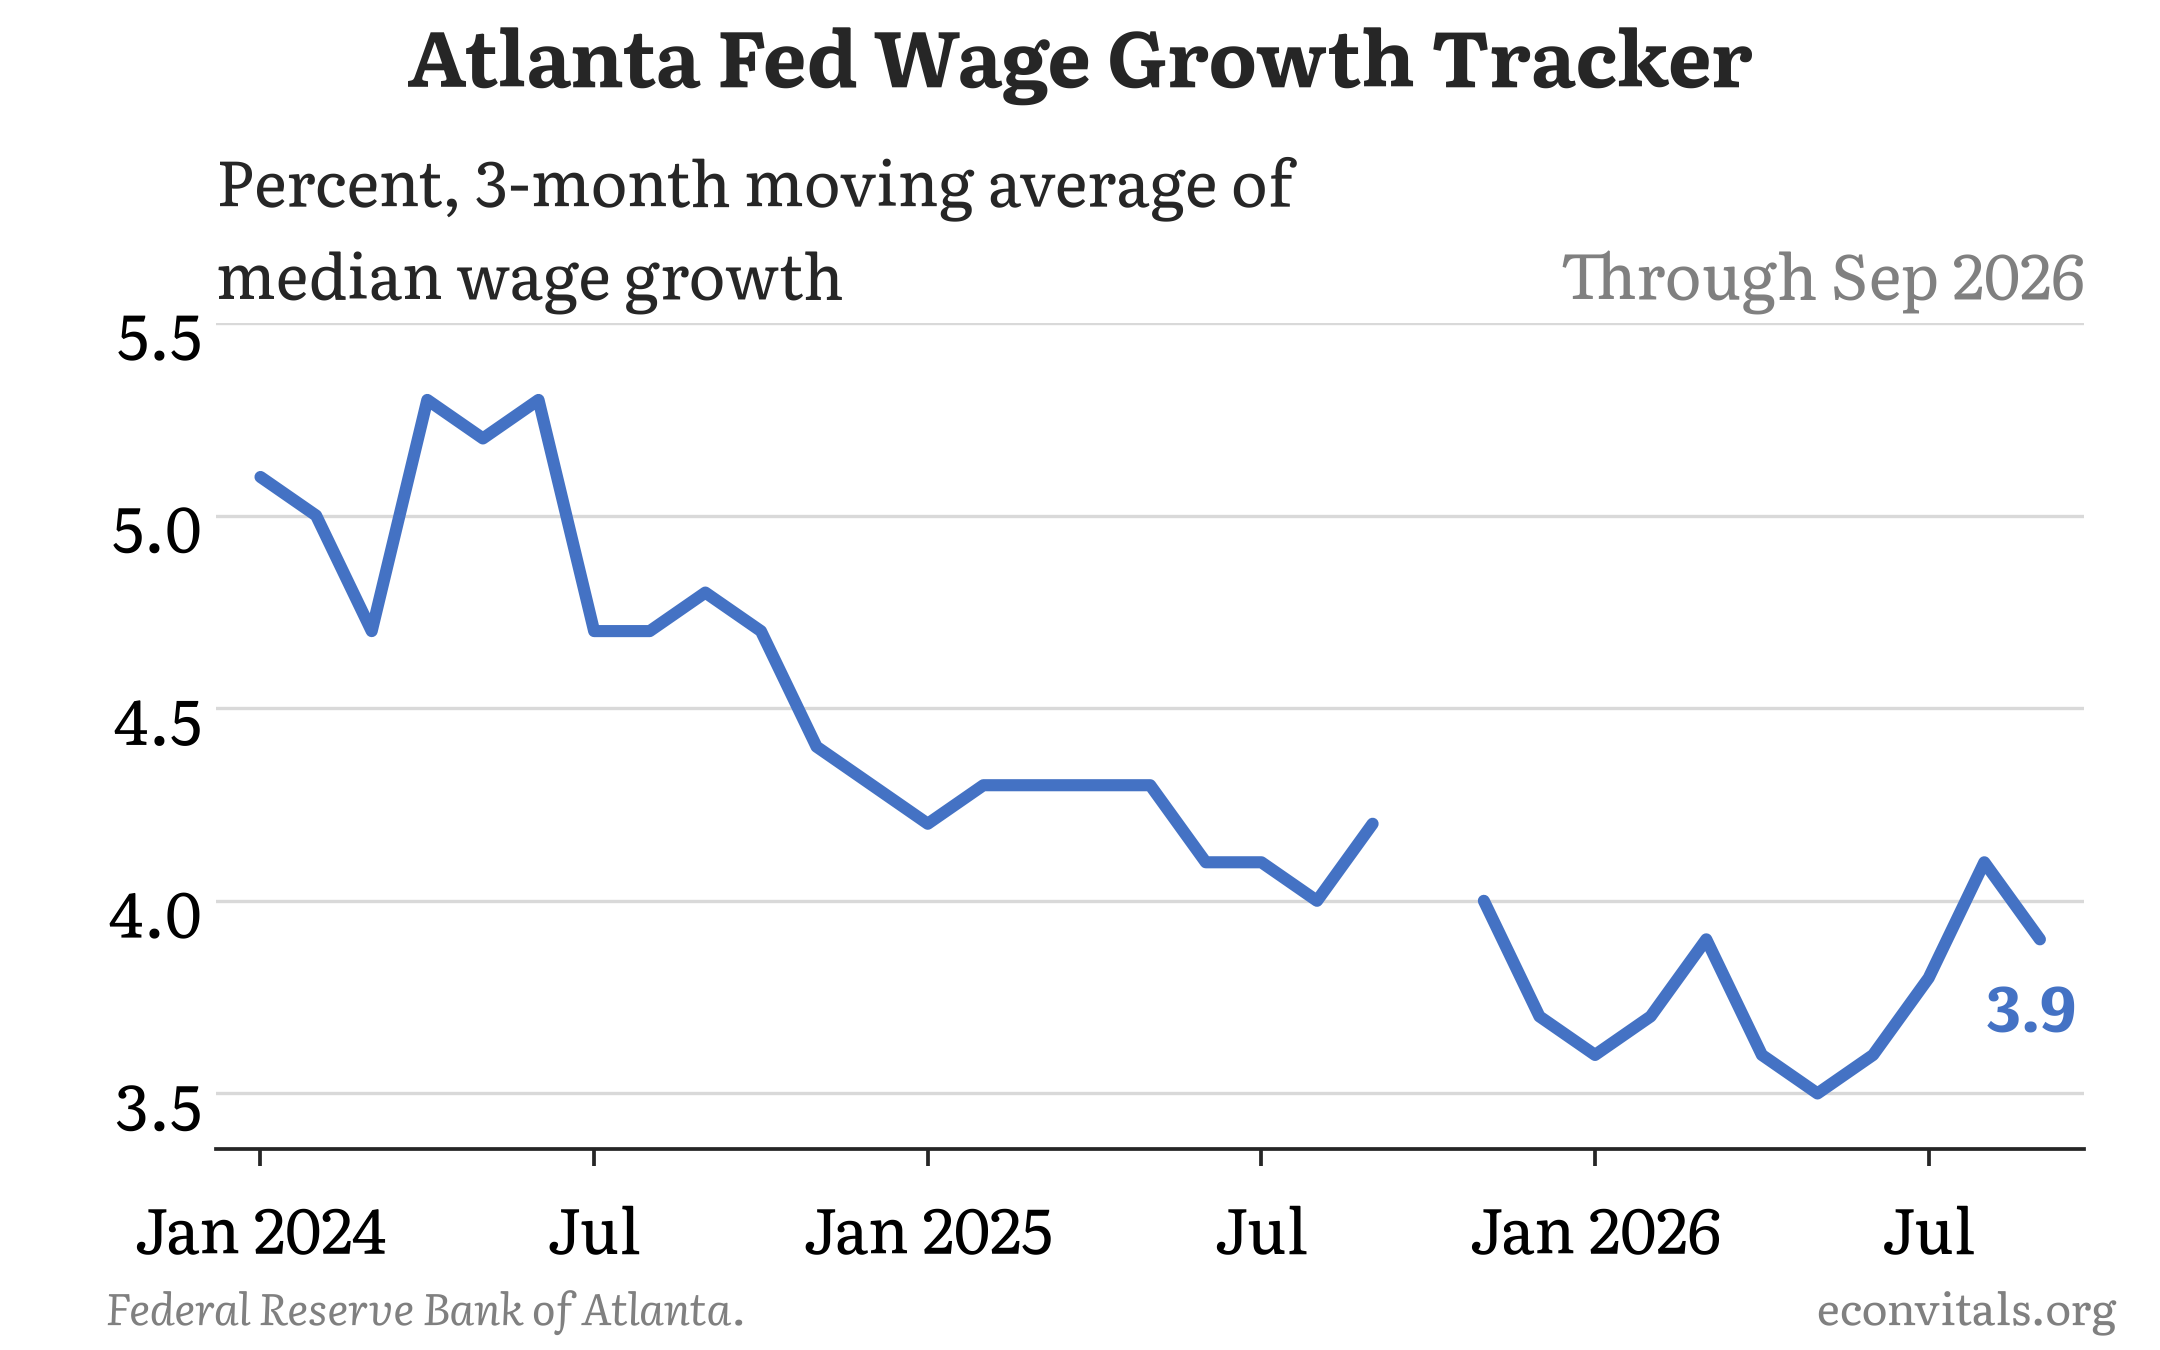 Atlanta Fed Wage Growth Tracker
Percent, 3-month moving average of
median wage growth
Through Sep 2026
5.5
5.0
4.5
4.0
3.5
3.9
Jan 2024 Jul Jan 2025 Jul Jan 2026 Jul
Federal Reserve Bank of Atlanta.
econvitals.org